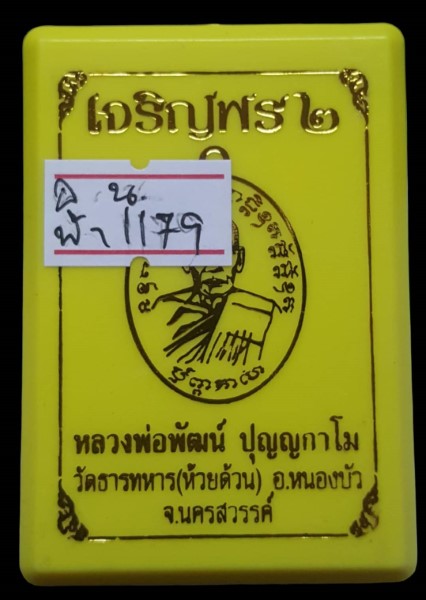 เจริญพร ๒
น.
ฟ้า 1179
หลวงพ่อพัฒน์ ปุญญกาโม
วัดธารทหาร(ห้วยด้วน) อ.หนองบัว
จ.นครสวรรค์